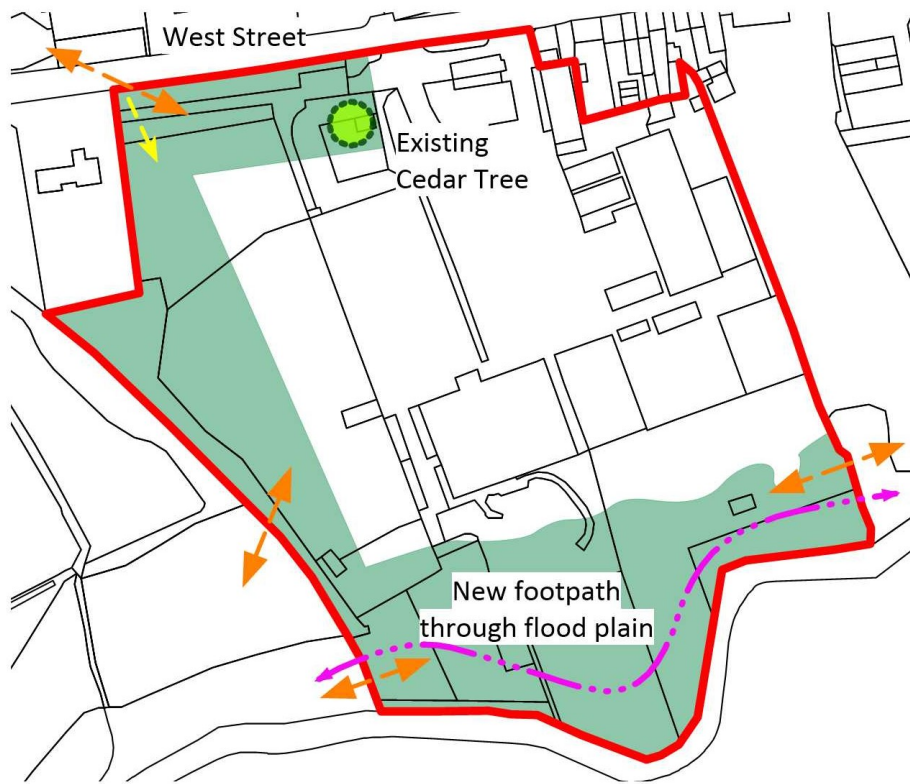 West Street
Existing
Cedar Tree
New footpath
through flood plain